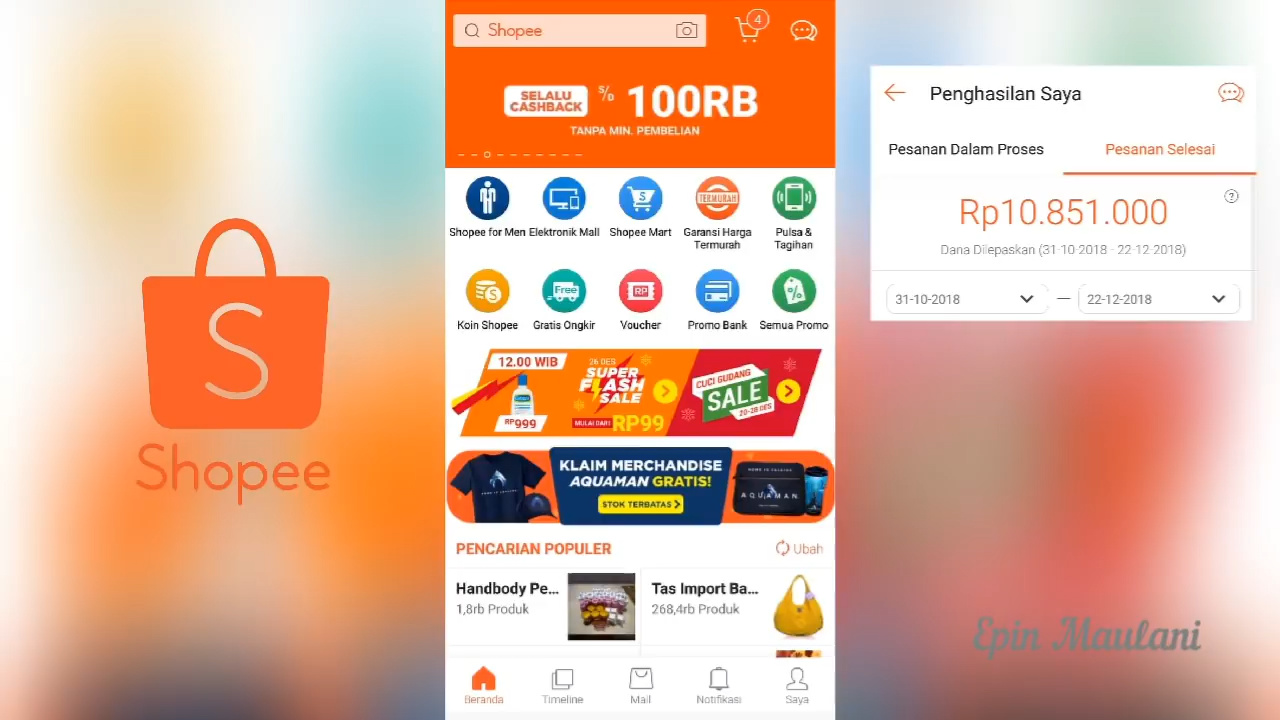 S
Shopee
Shopee
4
SELALU
CASHBACK
S/D
100RB
TANPA MIN. PEMBELIAN
Shopee for Men
Elektronik Mall
S
Shopee Mart
TERMURAH
Garansi Harga
Termurah
Pulsa &
Tagihan
S
Koin Shopee
Free
Gratis Ongkir
RP
Voucher
Promo Bank
%
Semua Promo
12.00 WIB
RP999
26 DES
SUPER
FLASH
SALE
MULAI DARI RP99
CUCI GUDANG
SALE
20-28 DES
KLAIM MERCHANDISE
AQUAMAN GRATIS!
STOK TERBATAS >
AQUAMAN
PENCARIAN POPULER
Ubah
Handbody Pe...
1,8rb Produk
Tas Import Ba...
268,4rb Produk
Beranda
Timeline
Mall
Notifikasi
Saya
Penghasilan Saya
Pesanan Dalam Proses
Pesanan Selesai
?
Rp10.851.000
Dana Dilepaskan (31-10-2018 - 22-12-2018)
31-10-2018 — 22-12-2018
Epin Maulani